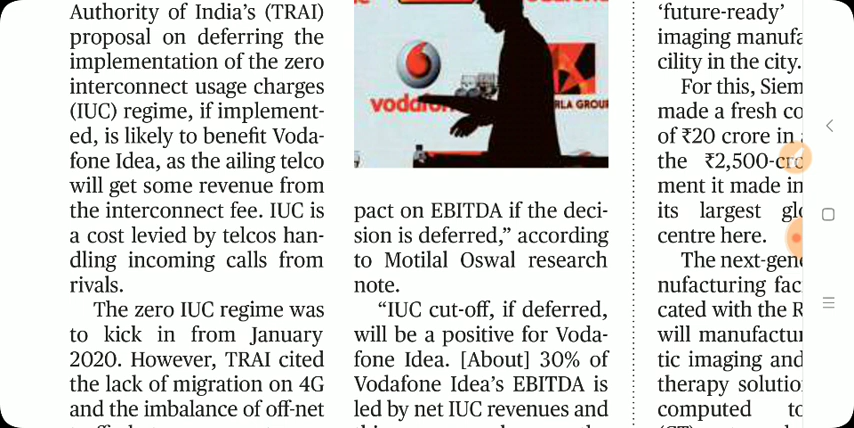 Authority of India's (TRAI)
proposal on deferring the
implementation of the zero
interconnect usage charges
(IUC) regime, if implement-
ed, is likely to benefit Voda-
fone Idea, as the ailing telco
will get some revenue from
the interconnect fee. IUC is
a cost levied by telcos han-
dling incoming calls from
rivals.
The zero IUC regime was
to kick in from January
2020. However, TRAI cited
the lack of migration on 4G
and the imbalance of off-net
vodafon
RLA GROUP
pact on EBITDA if the deci-
sion is deferred,” according
to Motilal Oswal research
note.
“IUC cut-off, if deferred,
will be a positive for Voda-
fone Idea. [About] 30% of
Vodafone Idea's EBITDA is
led by net IUC revenues and
‘future-ready’
imaging manufa
cility in the city.
For this, Siem
made a fresh co
of ₹20 crore in
the ₹2,500-cro
ment it made in
its largest glo
centre here.
The next-gene
nufacturing fac
cated with the R
will manufactur
tic imaging and
therapy solutio
computed to